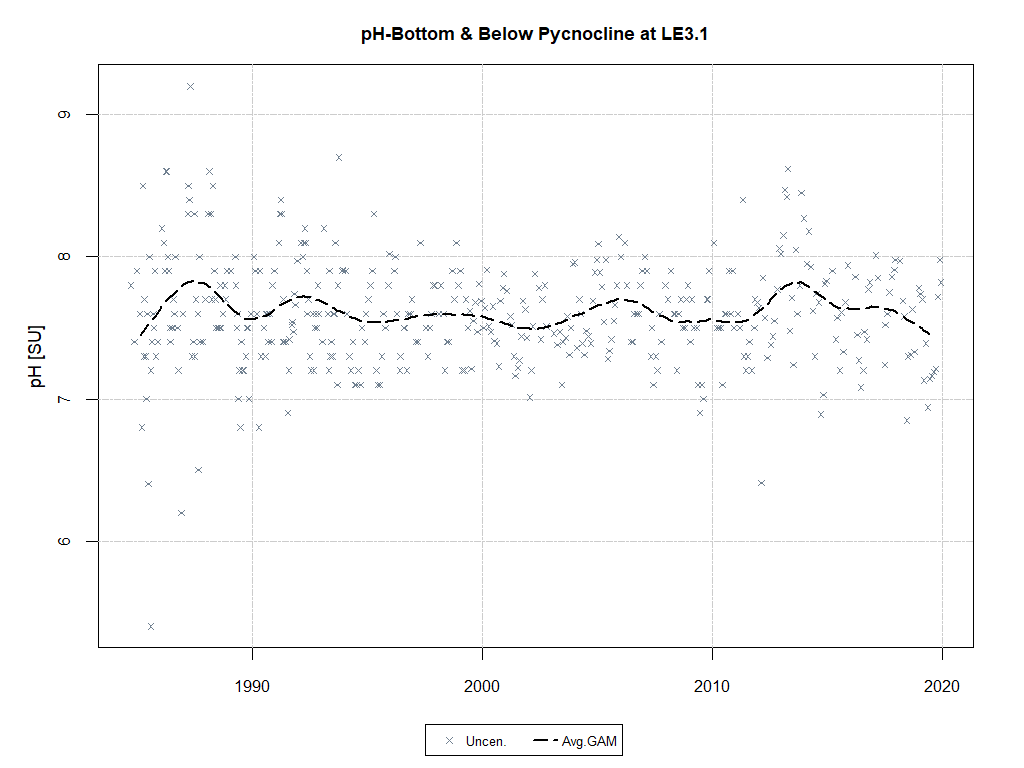 pH-Bottom & Below Pycnocline at LE3.1
pH [SU]
9
8
7
6
1990 2000 2010 2020
Uncen. Avg.GAM